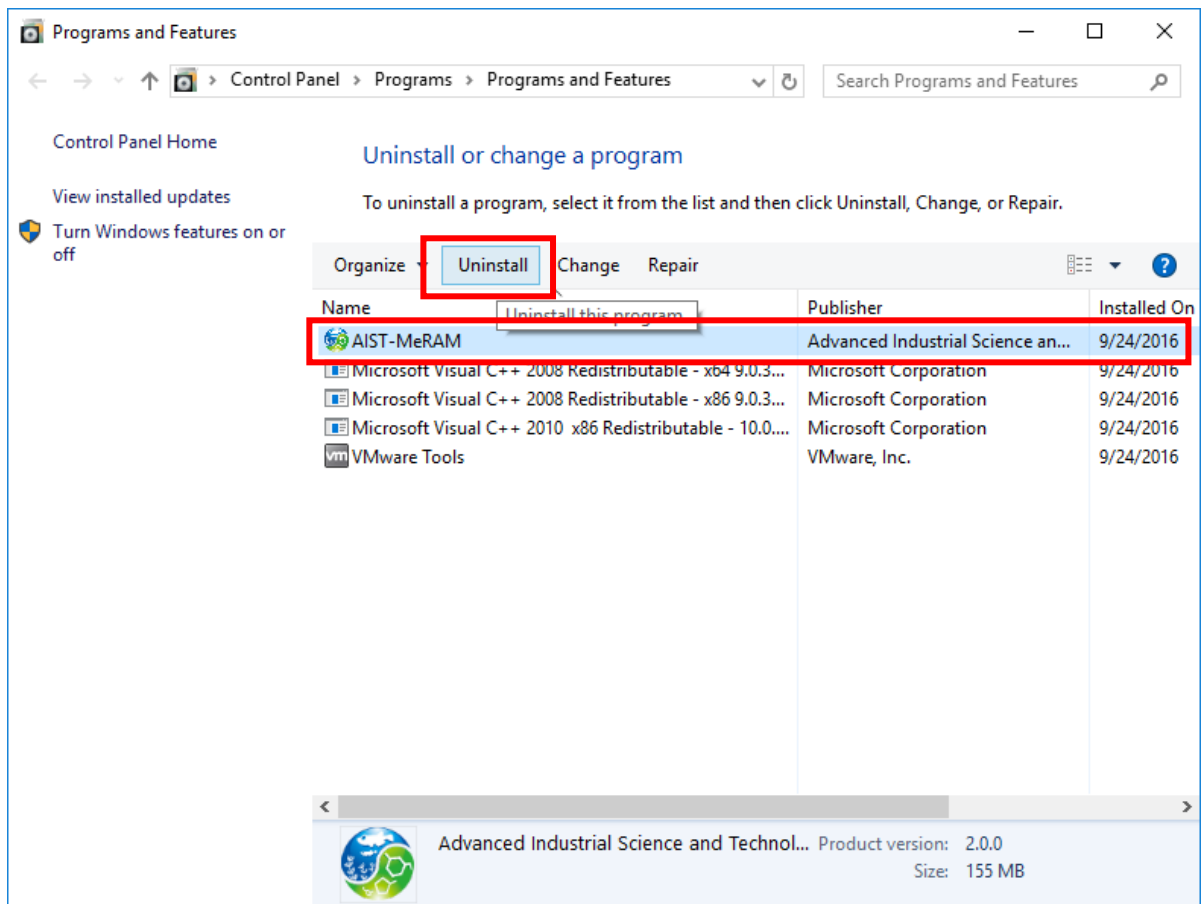 Programs and Features
Control Panel > Programs > Programs and Features
Search Programs and Features
Control Panel Home
View installed updates
Turn Windows features on or
off
Uninstall or change a program
To uninstall a program, select it from the list and then click Uninstall, Change, or Repair.
Organize Uninstall Change Repair
Uninstall this program
Name Publisher Installed On
AIST-MeRAM Advanced Industrial Science an... 9/24/2016
Microsoft Visual C++ 2008 Redistributable - x64 9.0.3... Microsoft Corporation 9/24/2016
Microsoft Visual C++ 2008 Redistributable - x86 9.0.3... Microsoft Corporation 9/24/2016
Microsoft Visual C++ 2010 x86 Redistributable - 10.0.... Microsoft Corporation 9/24/2016
vm VMware Tools VMware, Inc. 9/24/2016
Advanced Industrial Science and Technol... Product version: 2.0.0
Size: 155 MB